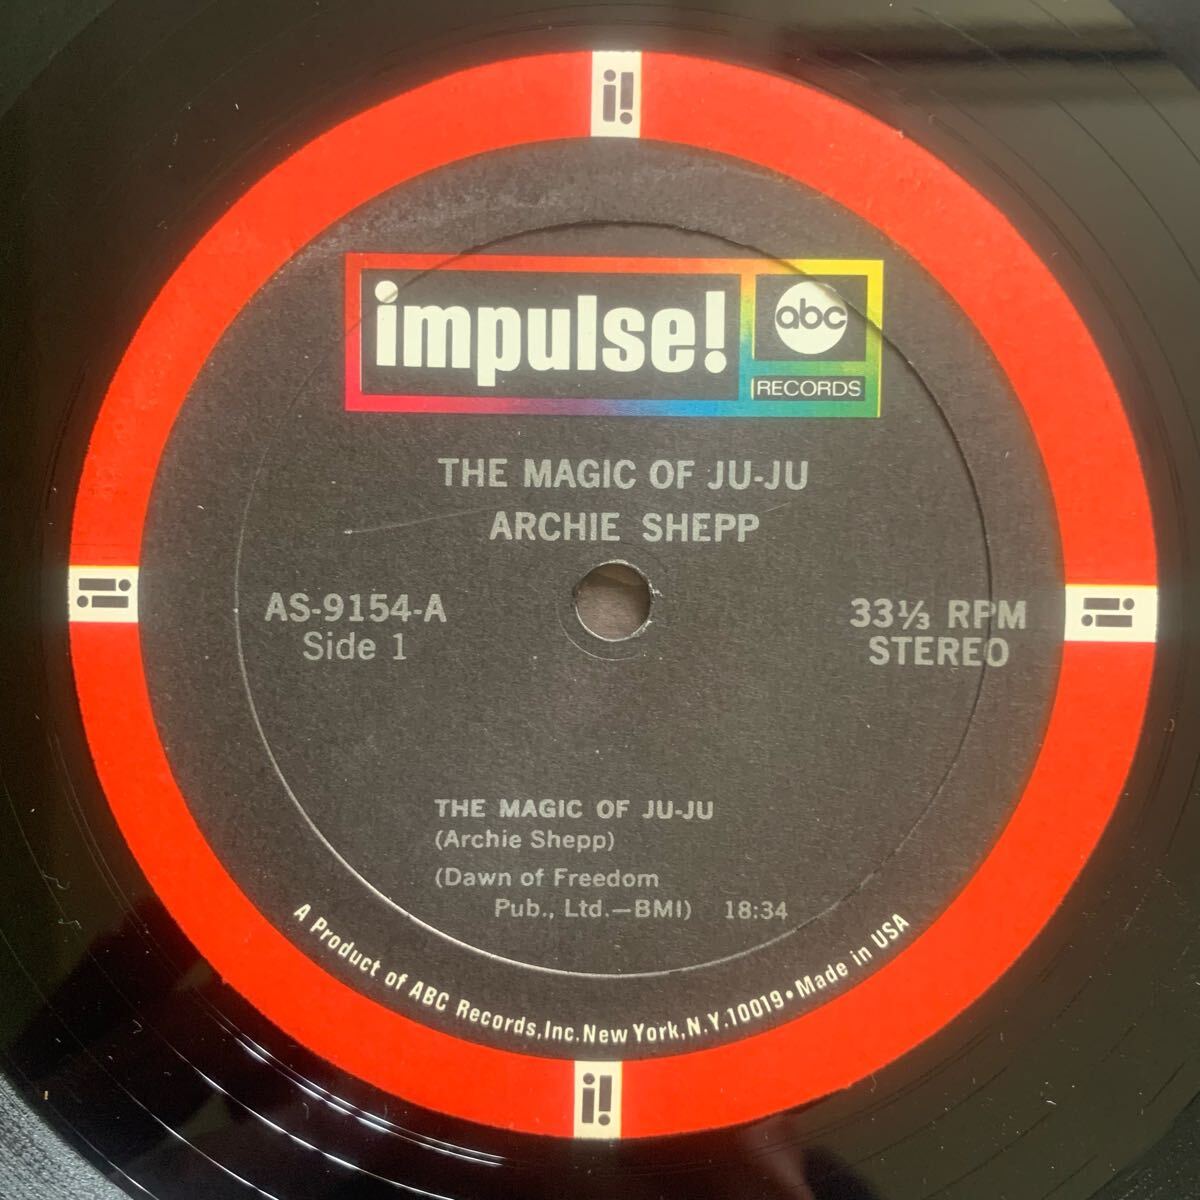 impulse!
abc
RECORDS
THE MAGIC OF JU-JU
ARCHIE SHEPP
AS-9154-A
Side 1
33⅓ RPM
STEREO
THE MAGIC OF JU-JU
(Archie Shepp)
(Dawn of Freedom
Pub., Ltd.—BMI) 18:34
A Product of ABC Records, Inc. New York, N.Y. 10019 • Made in USA
i!
i!
i!
i!